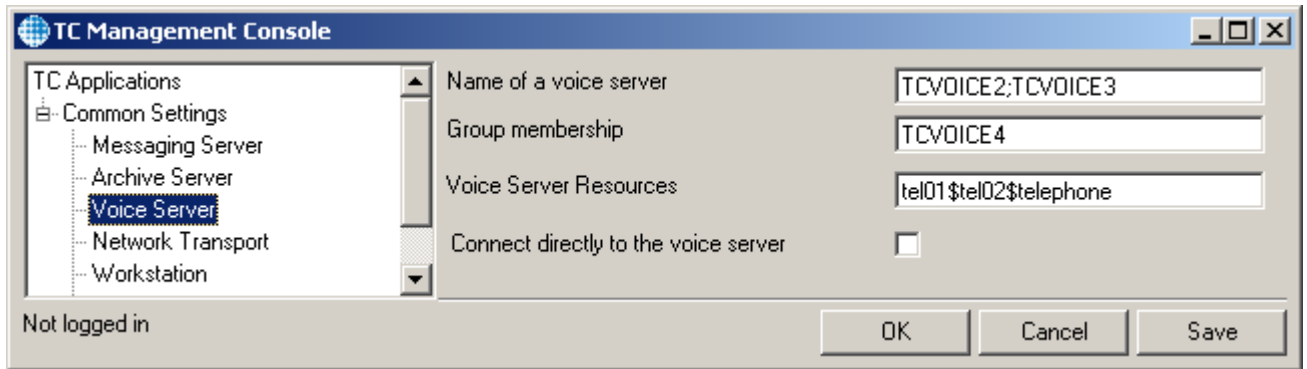 TC Management Console
TC Applications
Common Settings
Messaging Server
Archive Server
Voice Server
Network Transport
Workstation
Name of a voice server
TCVOICE2;TCVOICE3
Group membership
TCVOICE4
Voice Server Resources
tel01$tel02$telephone
Connect directly to the voice server
Not logged in
OK
Cancel
Save